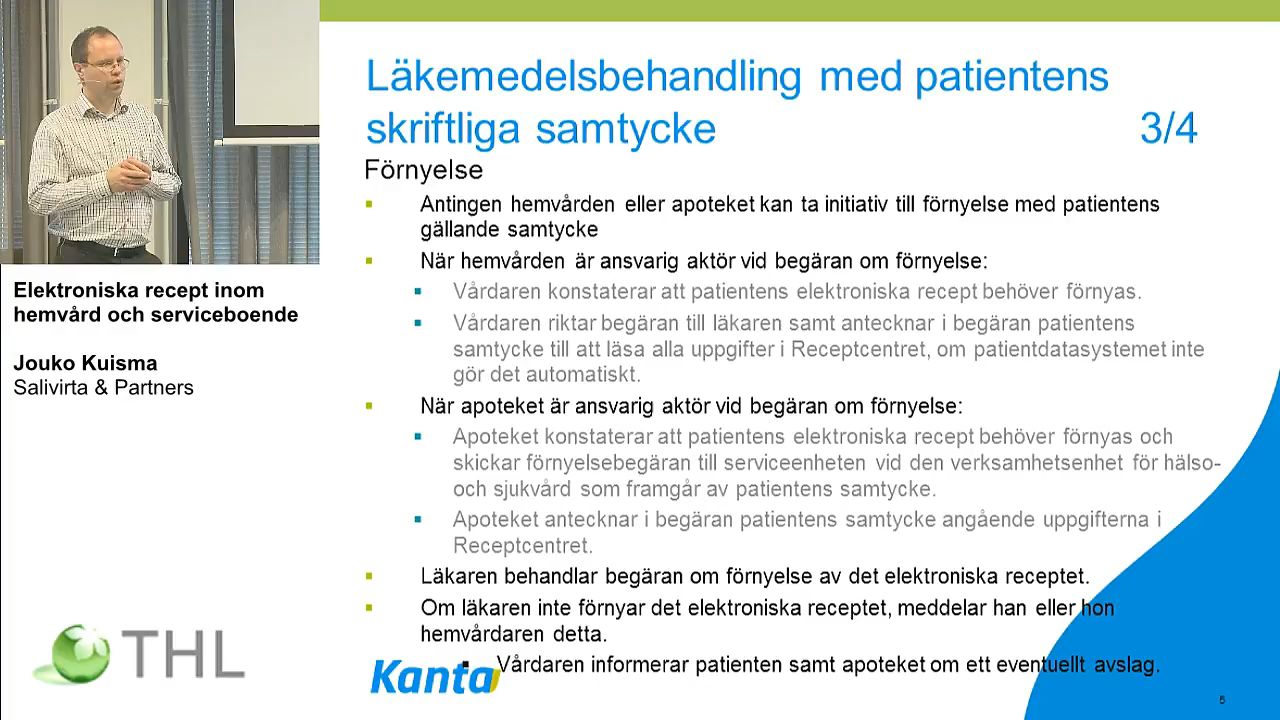 Läkemedelsbehandling med patientens
skriftliga samtycke 3/4
Förnyelse
Antingen hemvården eller apoteket kan ta initiativ till förnyelse med patientens
gällande samtycke
När hemvården är ansvarig aktör vid begäran om förnyelse:
Vårdaren konstaterar att patientens elektroniska recept behöver förnyas.
Vårdaren riktar begäran till läkaren samt antecknar i begäran patientens
samtycke till att läsa alla uppgifter i Receptcentret, om patientdatasystemet inte
gör det automatiskt.
När apoteket är ansvarig aktör vid begäran om förnyelse:
Apoteket konstaterar att patientens elektroniska recept behöver förnyas och
skickar förnyelsebegäran till serviceenheten vid den verksamhetsenhet för hälso-
och sjukvård som framgår av patientens samtycke.
Apoteket antecknar i begäran patientens samtycke angående uppgifterna i
Receptcentret.
Läkaren behandlar begäran om förnyelse av det elektroniska receptet.
Om läkaren inte förnyar det elektroniska receptet, meddelar han eller hon
hemvårdaren detta.
Vårdaren informerar patienten samt apoteket om ett eventuellt avslag.
Kanta
5
Elektroniska recept inom
hemvård och serviceboende
Jouko Kuisma
Salivirta & Partners
THL